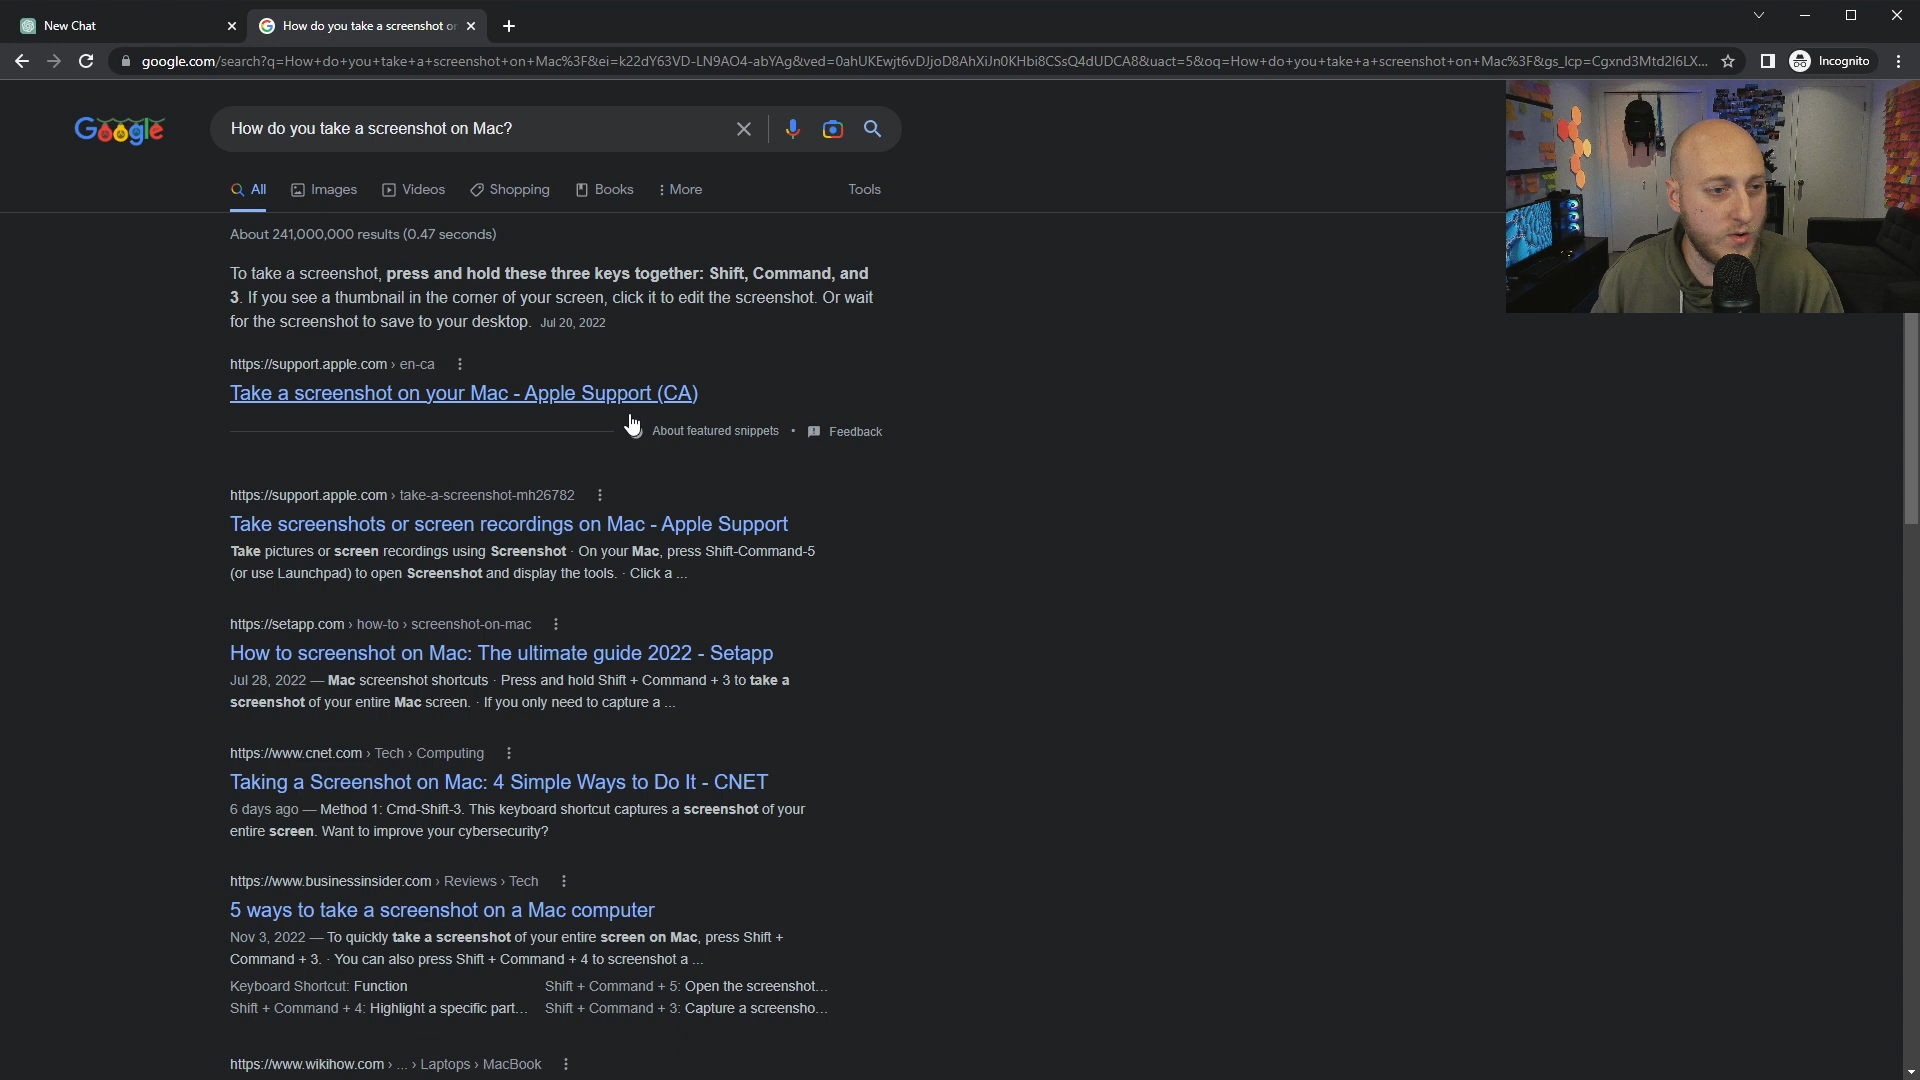 New Chat
How do you take a screenshot or
google.com/search?q=How+do+you+take+a+screenshot+on+Mac%3F&ei=k22dY63VD-LN9AO4-abYAg&ved=0ahUKEwjt6vDJjoD8AhXiJn0KHbi8CSsQ4dUDCA8&uact=5&oq=How+do+you+take+a+screenshot+on+Mac%3F&gs_lcp=Cgxnd3Mtd2l6LX...
Incognito
Google
How do you take a screenshot on Mac?
All
Images
Videos
Shopping
Books
More
Tools
About 241,000,000 results (0.47 seconds)
To take a screenshot, press and hold these three keys together: Shift, Command, and
3. If you see a thumbnail in the corner of your screen, click it to edit the screenshot. Or wait
for the screenshot to save to your desktop. Jul 20, 2022
https://support.apple.com › en-ca
Take a screenshot on your Mac - Apple Support (CA)
About featured snippets • Feedback
https://support.apple.com › take-a-screenshot-mh26782
Take screenshots or screen recordings on Mac - Apple Support
Take pictures or screen recordings using Screenshot · On your Mac, press Shift-Command-5
(or use Launchpad) to open Screenshot and display the tools. · Click a ...
https://setapp.com › how-to › screenshot-on-mac
How to screenshot on Mac: The ultimate guide 2022 - Setapp
Jul 28, 2022 — Mac screenshot shortcuts · Press and hold Shift + Command + 3 to take a
screenshot of your entire Mac screen. · If you only need to capture a ...
https://www.cnet.com › Tech › Computing
Taking a Screenshot on Mac: 4 Simple Ways to Do It - CNET
6 days ago — Method 1: Cmd-Shift-3. This keyboard shortcut captures a screenshot of your
entire screen. Want to improve your cybersecurity?
https://www.businessinsider.com › Reviews › Tech
5 ways to take a screenshot on a Mac computer
Nov 3, 2022 — To quickly take a screenshot of your entire screen on Mac, press Shift +
Command + 3. · You can also press Shift + Command + 4 to screenshot a ...
Keyboard Shortcut: Function
Shift + Command + 5: Open the screenshot...
Shift + Command + 4: Highlight a specific part...
Shift + Command + 3: Capture a screensho...
https://www.wikihow.com › ... › Laptops › MacBook